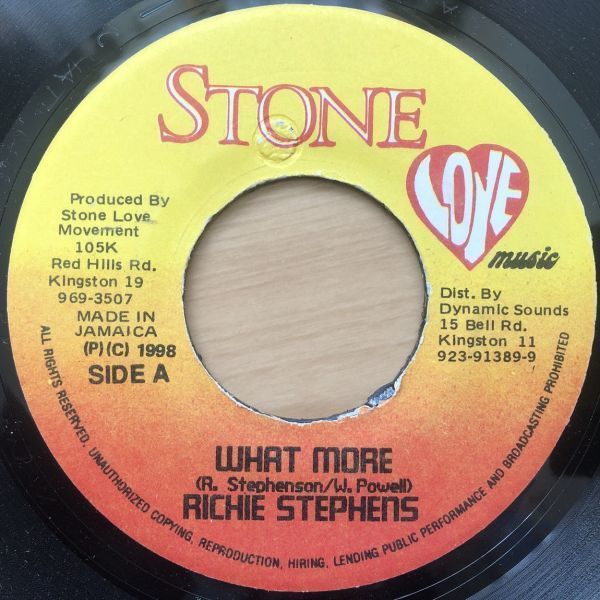 STONE
LOVE
music
Produced By
Stone Love
Movement
105K
Red Hills Rd.
Kingston 19
969-3507
MADE IN
JAMAICA
(P)(C) 1998
SIDE A
Dist. By
Dynamic Sounds
15 Bell Rd.
Kingston 11
923-91389-9
WHAT MORE
(R. Stephenson/W. Powell)
RICHIE STEPHENS
ALL RIGHTS RESERVED, UNAUTHORIZED COPYING, REPRODUCTION, HIRING, LENDING PUBLIC PERFORMANCE AND BROADCASTING PROHIBITED